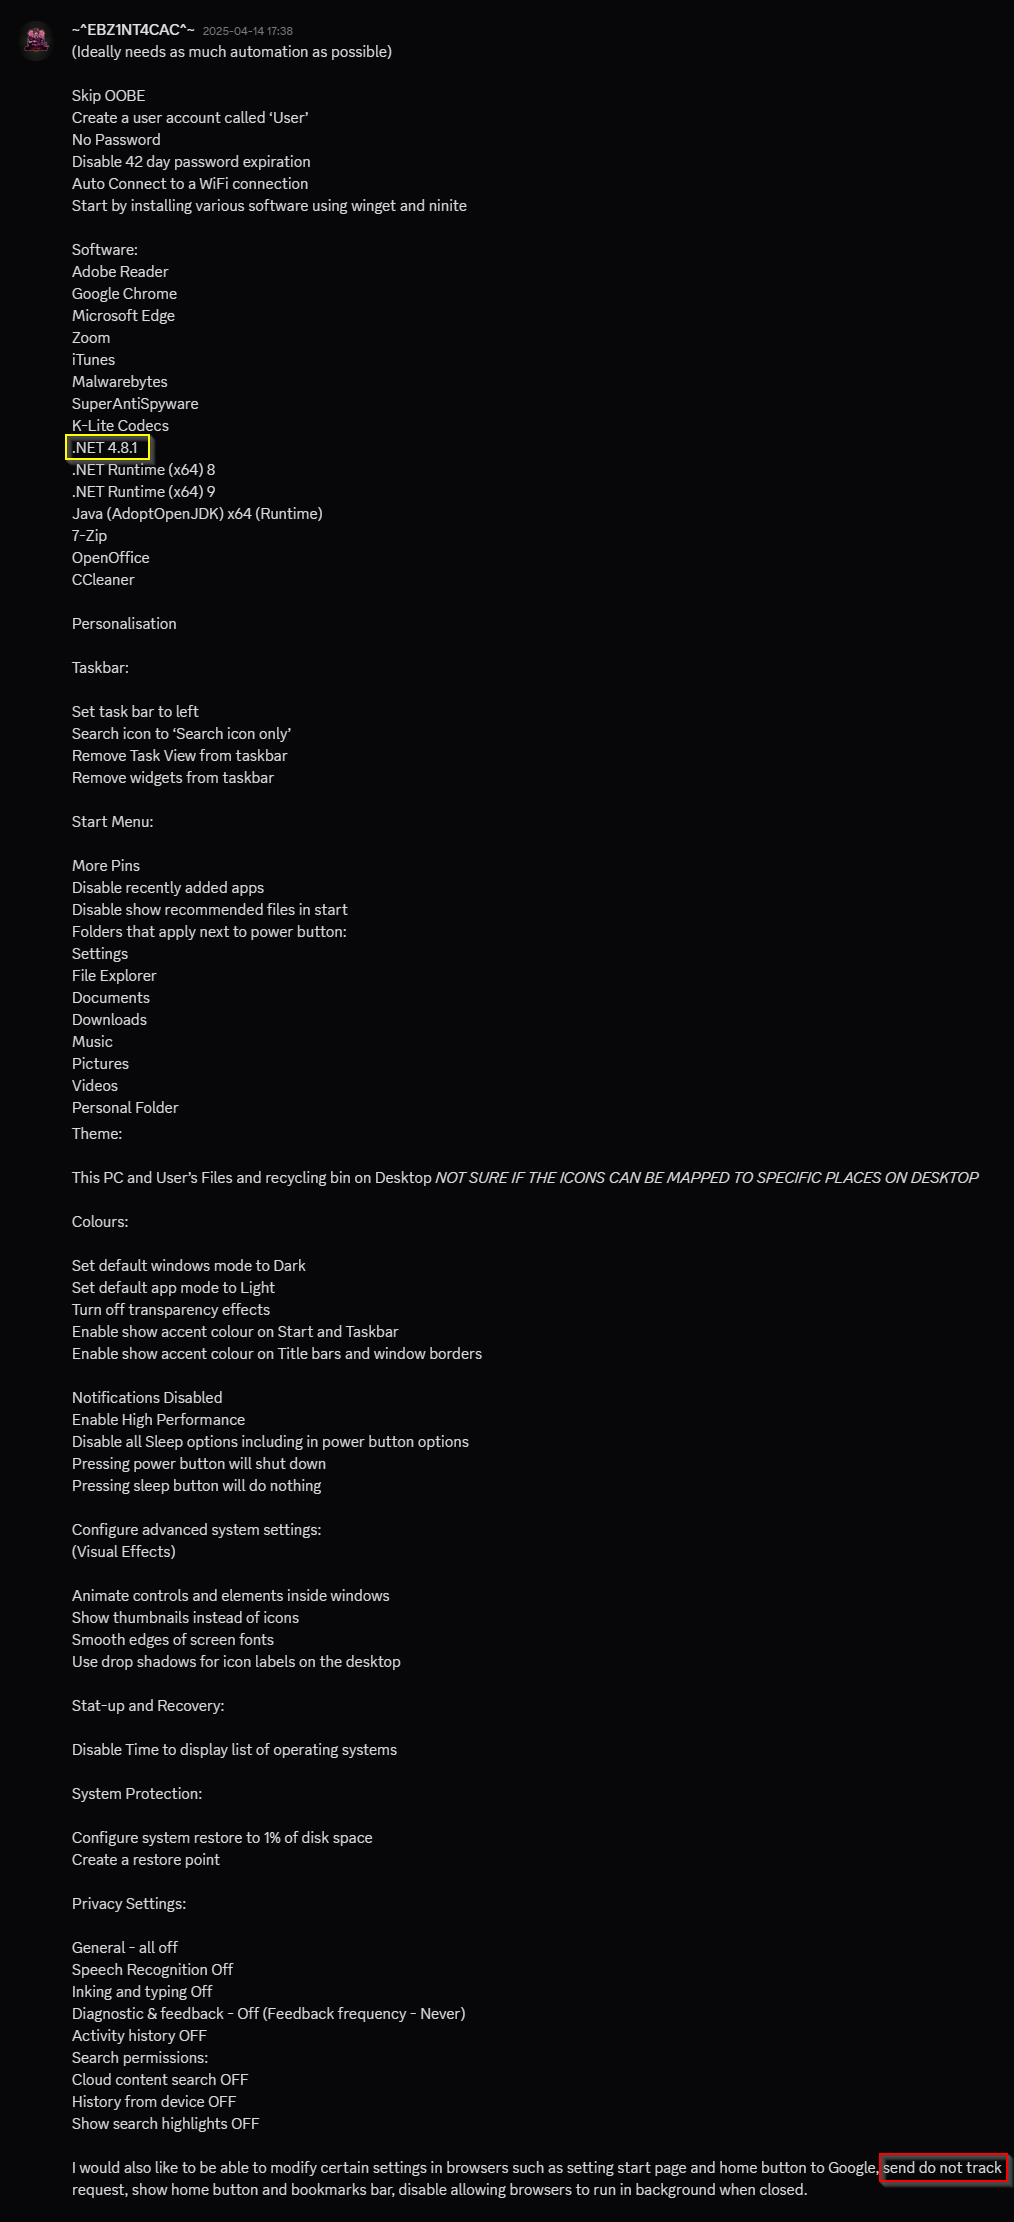 ~^EBZ1NT4CAC^~ 2025-04-14 17:38
(Ideally needs as much automation as possible)
Skip OOBE
Create a user account called ‘User’
No Password
Disable 42 day password expiration
Auto Connect to a WiFi connection
Start by installing various software using winget and ninite
Software:
Adobe Reader
Google Chrome
Microsoft Edge
Zoom
iTunes
Malwarebytes
SuperAntiSpyware
K-Lite Codecs
.NET 4.8.1
.NET Runtime (x64) 8
.NET Runtime (x64) 9
Java (AdoptOpenJDK) x64 (Runtime)
7-Zip
OpenOffice
CCleaner
Personalisation
Taskbar:
Set task bar to left
Search icon to ‘Search icon only’
Remove Task View from taskbar
Remove widgets from taskbar
Start Menu:
More Pins
Disable recently added apps
Disable show recommended files in start
Folders that apply next to power button:
Settings
File Explorer
Documents
Downloads
Music
Pictures
Videos
Personal Folder
Theme:
This PC and User’s Files and recycling bin on Desktop NOT SURE IF THE ICONS CAN BE MAPPED TO SPECIFIC PLACES ON DESKTOP
Colours:
Set default windows mode to Dark
Set default app mode to Light
Turn off transparency effects
Enable show accent colour on Start and Taskbar
Enable show accent colour on Title bars and window borders
Notifications Disabled
Enable High Performance
Disable all Sleep options including in power button options
Pressing power button will shut down
Pressing sleep button will do nothing
Configure advanced system settings:
(Visual Effects)
Animate controls and elements inside windows
Show thumbnails instead of icons
Smooth edges of screen fonts
Use drop shadows for icon labels on the desktop
Stat-up and Recovery:
Disable Time to display list of operating systems
System Protection:
Configure system restore to 1% of disk space
Create a restore point
Privacy Settings:
General - all off
Speech Recognition Off
Inking and typing Off
Diagnostic & feedback - Off (Feedback frequency - Never)
Activity history OFF
Search permissions:
Cloud content search OFF
History from device OFF
Show search highlights OFF
I would also like to be able to modify certain settings in browsers such as setting start page and home button to Google, send do not track
request, show home button and bookmarks bar, disable allowing browsers to run in background when closed.